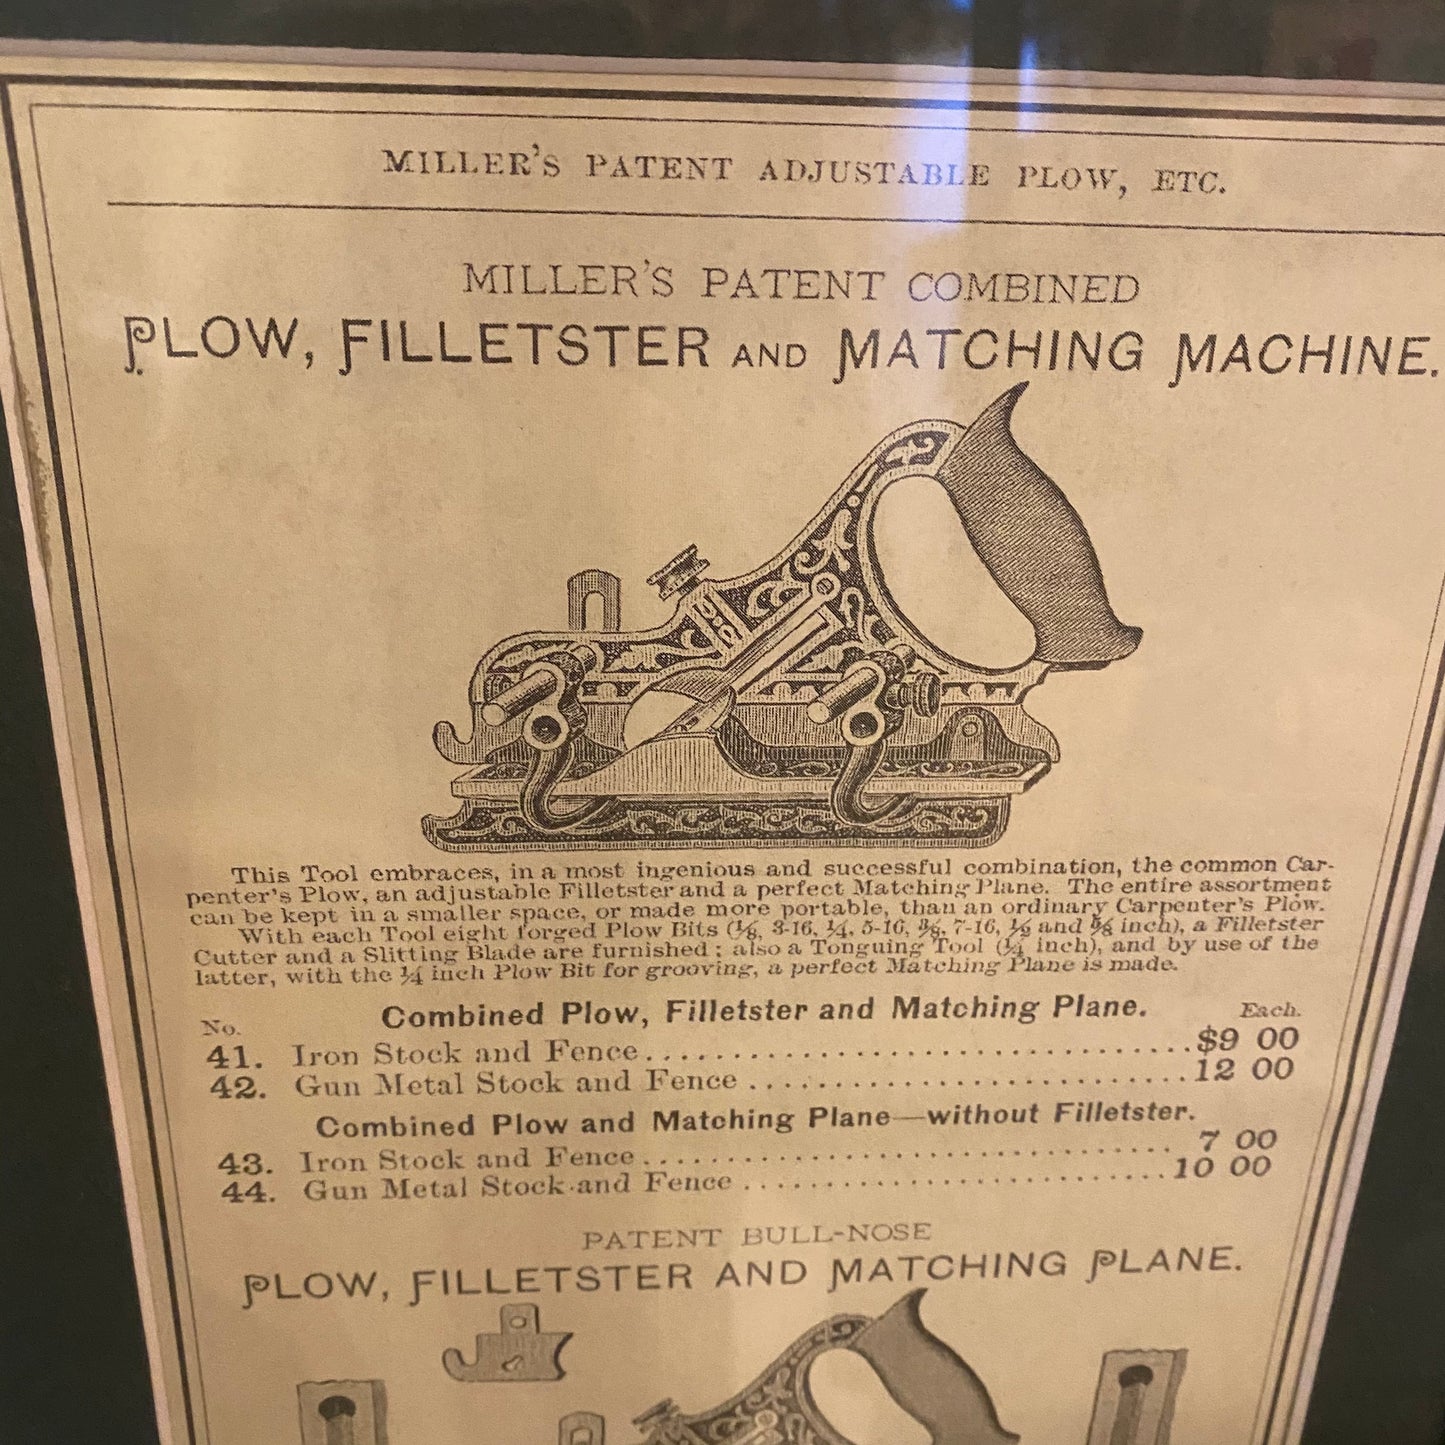 MILLER'S PATENT ADJUSTABLE PLOW, ETC.
MILLER'S PATENT COMBINED
PLOW, FILLETSTER AND MATCHING MACHINE.
This Tool embraces, in a most ingenious and successful combination, the common Car-
penter's Plow, an adjustable Filletster and a perfect Matching Plane. The entire assortment
can be kept in a smaller space, or made more portable, than an ordinary Carpenter's Plow.
With each Tool eight forged Plow Bits (⅛, 3-16, ¼, 5-16, ⅜, 7-16, ½ and ⅝ inch), a Filletster
Cutter and a Slitting Blade are furnished; also a Tonguing Tool (¼ inch), and by use of the
latter, with the ¼ inch Plow Bit for grooving, a perfect Matching Plane is made.
Combined Plow, Filletster and Matching Plane.
No. Each.
41. Iron Stock and Fence........................................$9 00
42. Gun Metal Stock and Fence..................................12 00
Combined Plow and Matching Plane—without Filletster.
43. Iron Stock and Fence........................................7 00
44. Gun Metal Stock and Fence..................................10 00
PATENT BULL-NOSE
PLOW, FILLETSTER AND MATCHING PLANE.